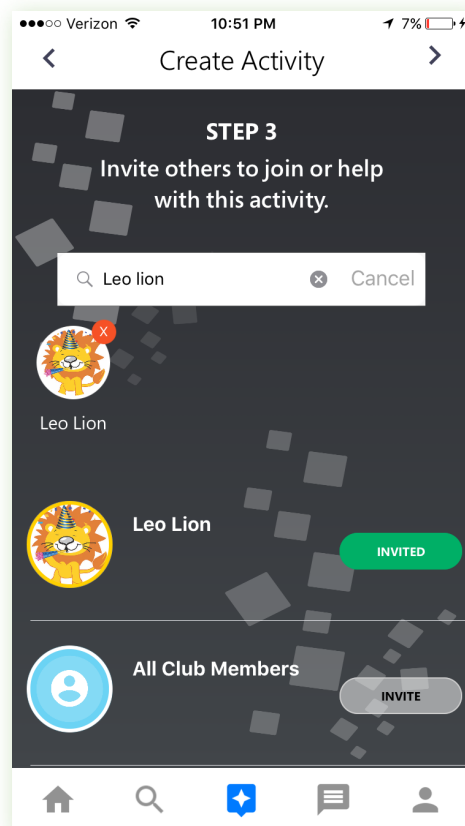 Verizon 10:51 PM 7%
Create Activity
STEP 3
Invite others to join or help
with this activity.
Leo lion Cancel
X
Leo Lion
Leo Lion
INVITED
All Club Members
INVITE